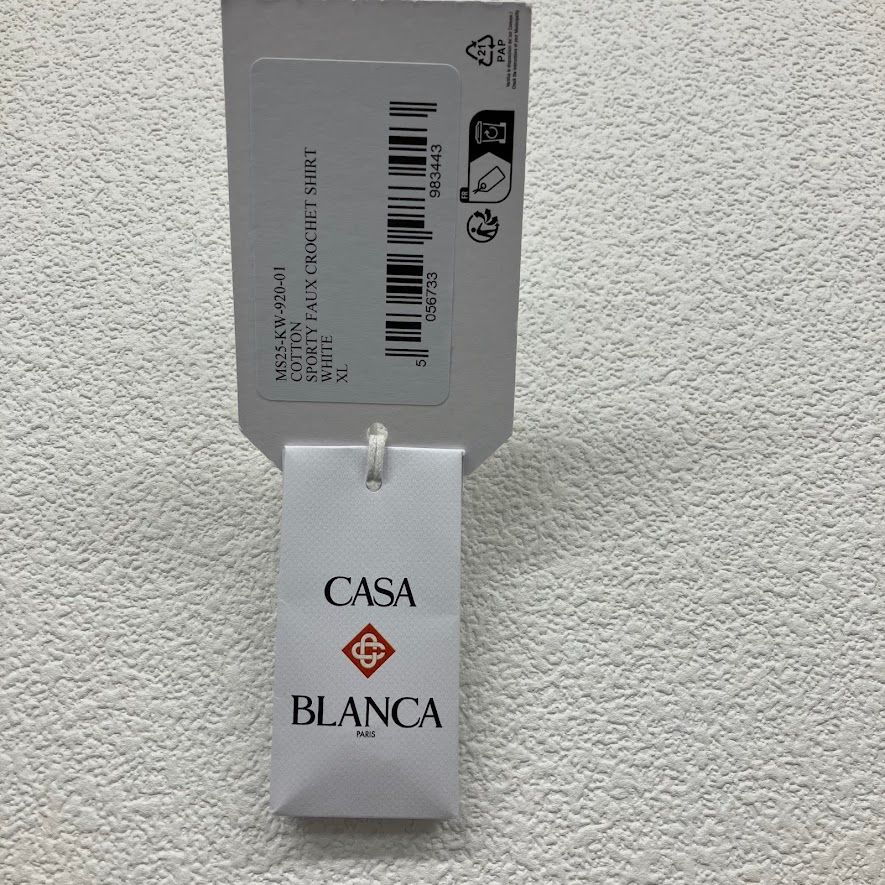 MS25-KW-920-01
COTTON
SPORTY FAUX CROCHET SHIRT
WHITE
XL
5 056733 983443
21
PAP
FR
CASA
BLANCA
PARIS